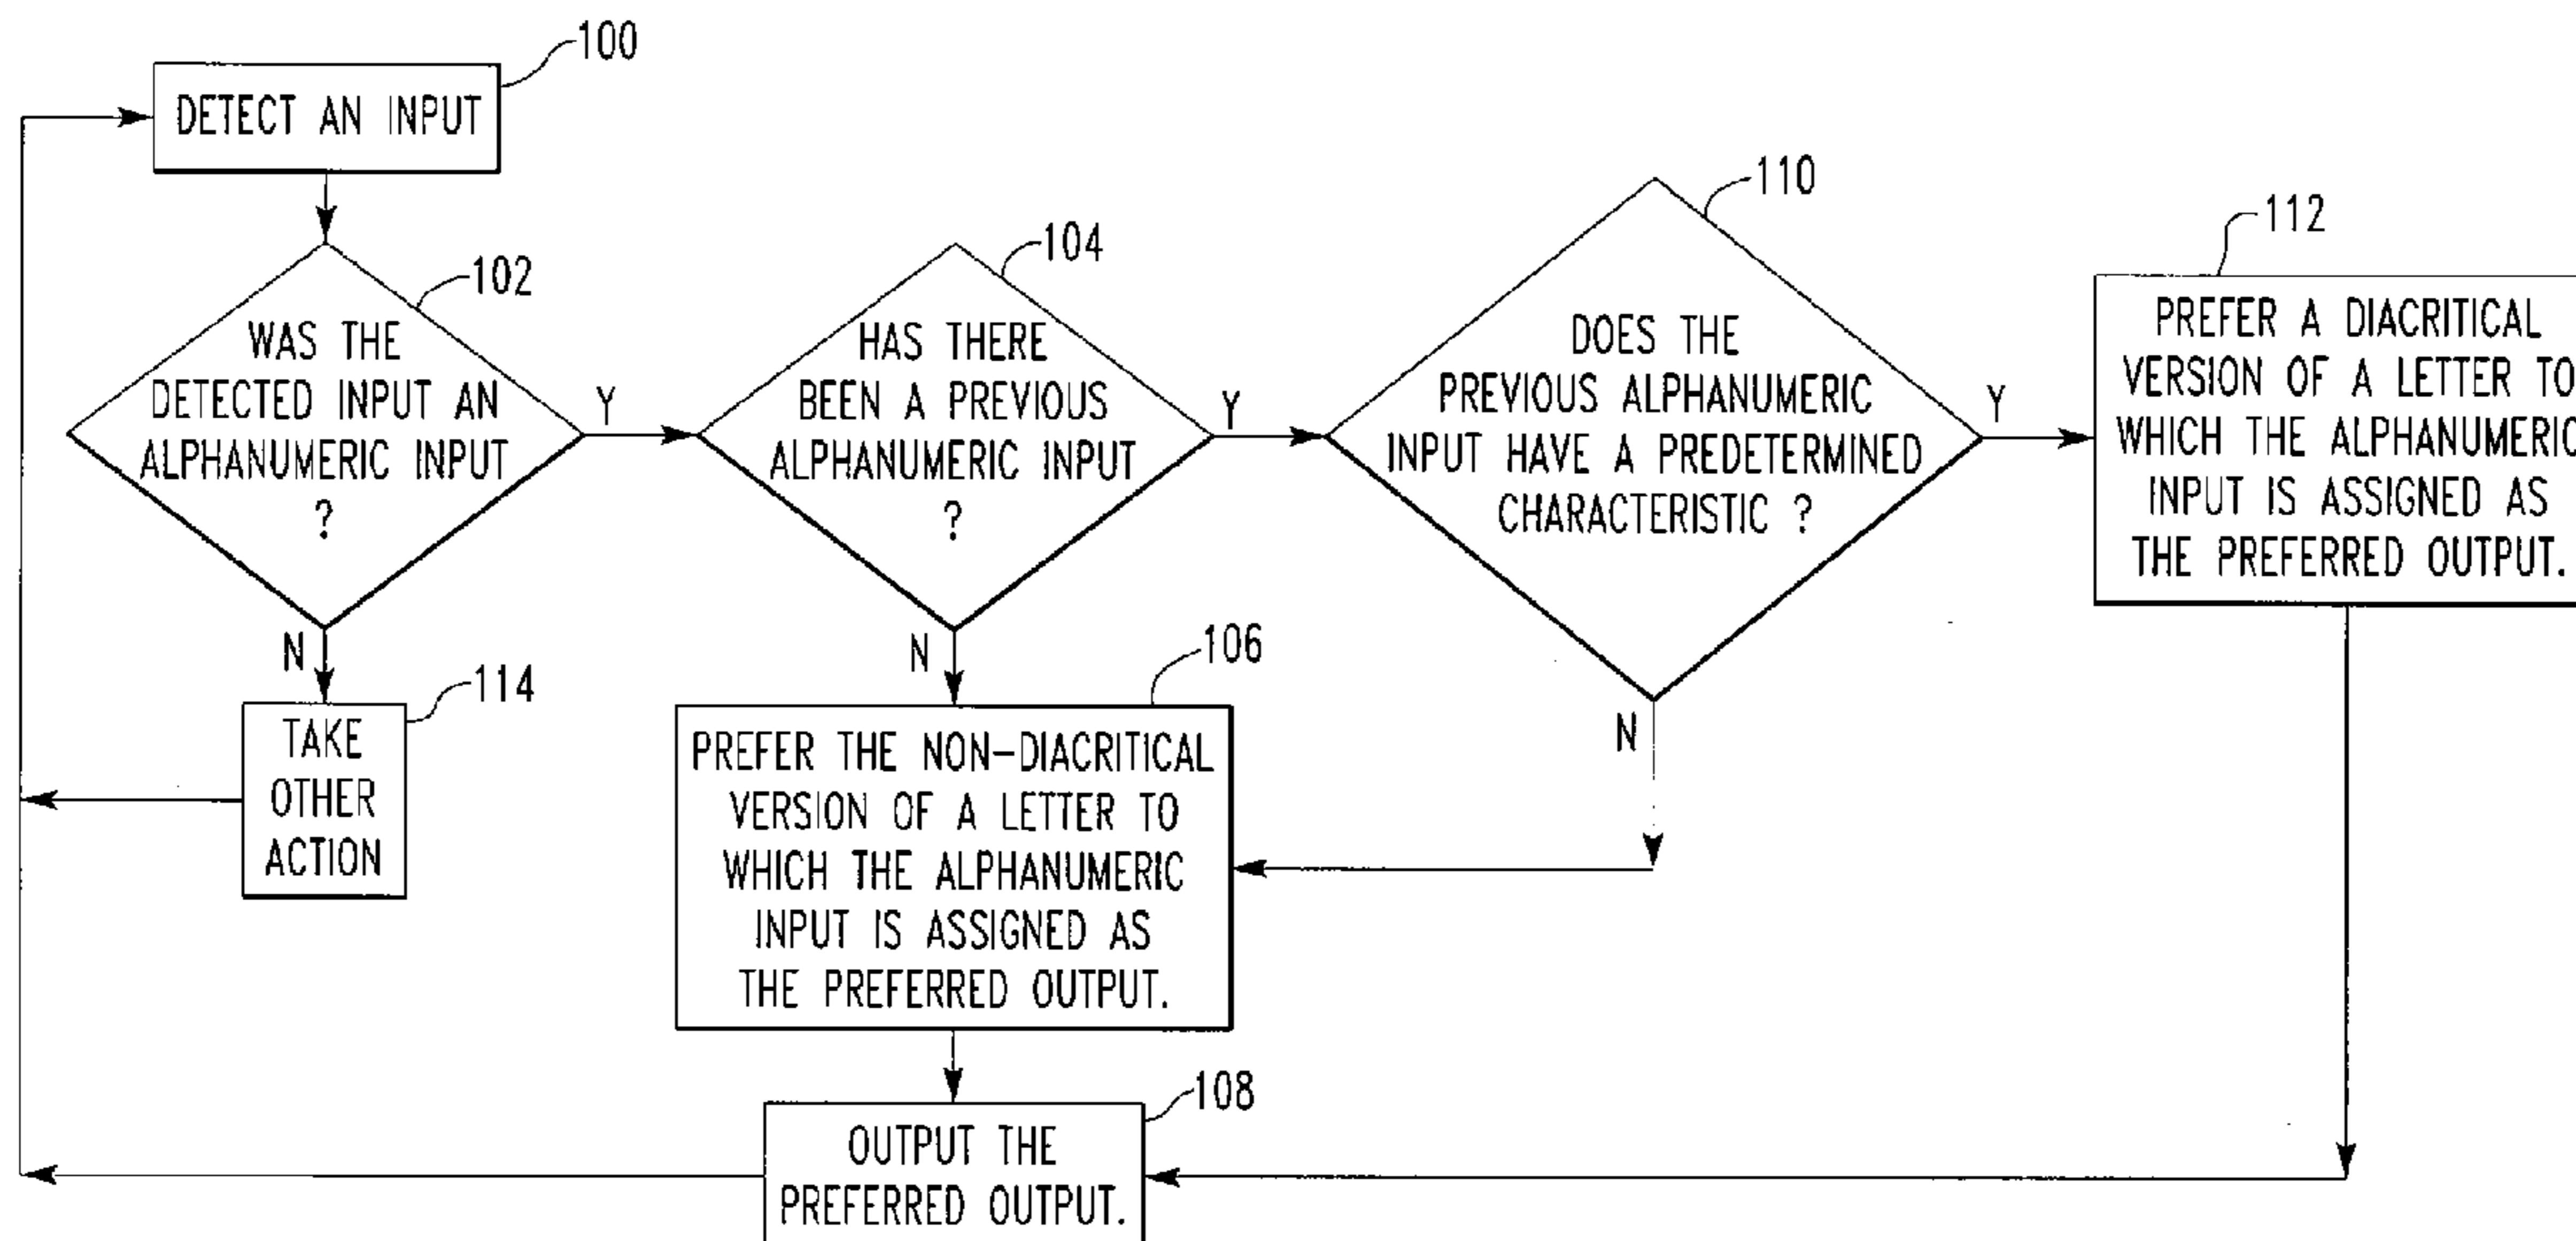 100
DETECT AN INPUT
102
WAS THE
DETECTED INPUT AN
ALPHANUMERIC INPUT
?
Y
N
104
HAS THERE
BEEN A PREVIOUS
ALPHANUMERIC INPUT
?
Y
N
110
DOES THE
PREVIOUS ALPHANUMERIC
INPUT HAVE A PREDETERMINED
CHARACTERISTIC ?
Y
N
112
PREFER A DIACRITICAL
VERSION OF A LETTER TO
WHICH THE ALPHANUMERIC
INPUT IS ASSIGNED AS
THE PREFERRED OUTPUT.
114
TAKE
OTHER
ACTION
106
PREFER THE NON-DIACRITICAL
VERSION OF A LETTER TO
WHICH THE ALPHANUMERIC
INPUT IS ASSIGNED AS
THE PREFERRED OUTPUT.
108
OUTPUT THE
PREFERRED OUTPUT.